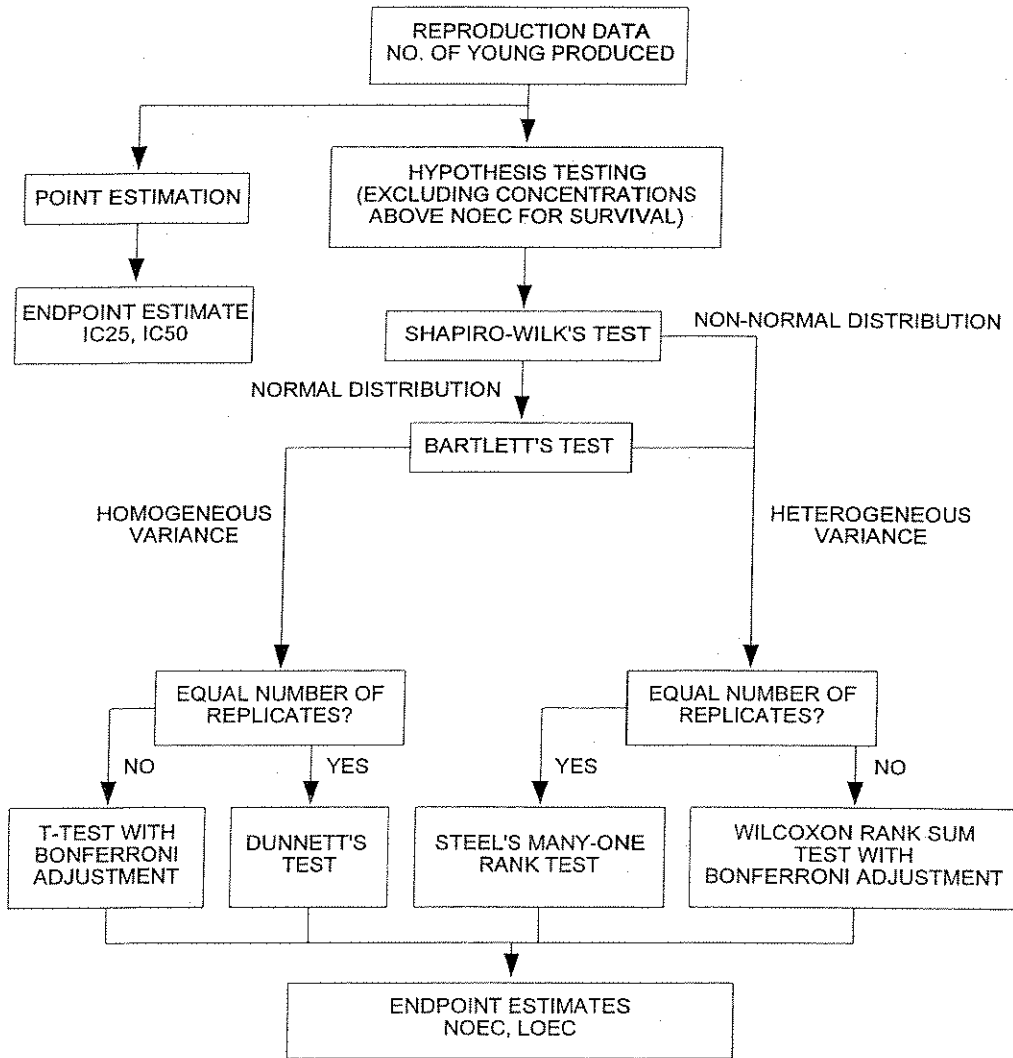 REPRODUCTION DATA
NO. OF YOUNG PRODUCED
HYPOTHESIS TESTING
(EXCLUDING CONCENTRATIONS
ABOVE NOEC FOR SURVIVAL)
POINT ESTIMATION
ENDPOINT ESTIMATE
IC25, IC50
SHAPIRO-WILK'S TEST
NON-NORMAL DISTRIBUTION
NORMAL DISTRIBUTION
BARTLETT'S TEST
HOMOGENEOUS
VARIANCE
HETEROGENEOUS
VARIANCE
EQUAL NUMBER OF
REPLICATES?
EQUAL NUMBER OF
REPLICATES?
NO
YES
YES
NO
T-TEST WITH
BONFERRONI
ADJUSTMENT
DUNNETT'S
TEST
STEEL'S MANY-ONE
RANK TEST
WILCOXON RANK SUM
TEST WITH
BONFERRONI ADJUSTMENT
ENDPOINT ESTIMATES
NOEC, LOEC